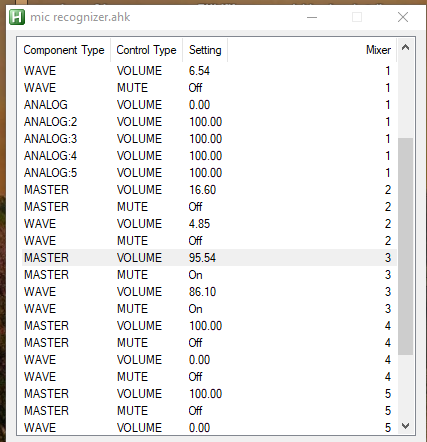 mic recognizer.ahk
Component Type Control Type Setting Mixer
WAVE VOLUME 6.54 1
WAVE MUTE Off 1
ANALOG VOLUME 0.00 1
ANALOG:2 VOLUME 100.00 1
ANALOG:3 VOLUME 100.00 1
ANALOG:4 VOLUME 100.00 1
ANALOG:5 VOLUME 100.00 1
MASTER VOLUME 16.60 2
MASTER MUTE Off 2
WAVE VOLUME 4.85 2
WAVE MUTE Off 2
MASTER VOLUME 95.54 3
MASTER MUTE On 3
WAVE VOLUME 86.10 3
WAVE MUTE On 3
MASTER VOLUME 100.00 4
MASTER MUTE Off 4
WAVE VOLUME 0.00 4
WAVE MUTE Off 4
MASTER VOLUME 100.00 5
MASTER MUTE Off 5
WAVE VOLUME 0.00 5